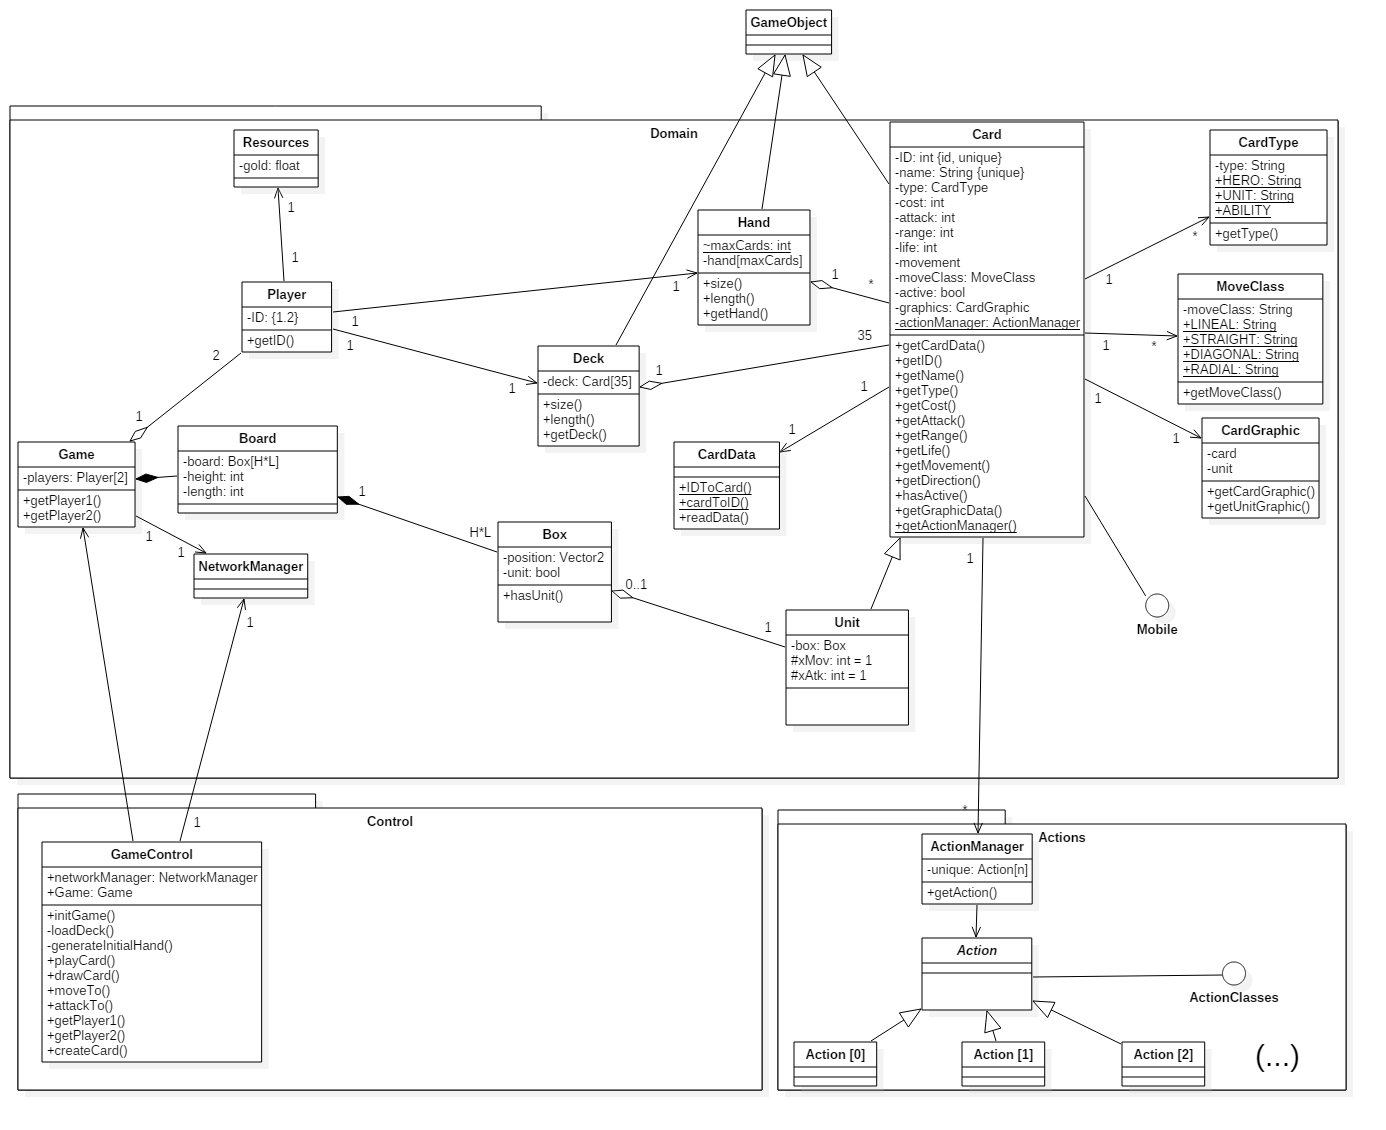 GameObject
Domain
Resources
-gold: float
1
1
Player
-ID: {1.2}
+getID()
1
1
1
1
2
1
Hand
~maxCards: int
-hand[maxCards]
+size()
+length()
+getHand()
1
*
Deck
-deck: Card[35]
+size()
+length()
+getDeck()
1
35
Card
-ID: int {id, unique}
-name: String {unique}
-type: CardType
-cost: int
-attack: int
-range: int
-life: int
-movement
-moveClass: MoveClass
-active: bool
-graphics: CardGraphic
-actionManager: ActionManager
+getCardData()
+getID()
+getName()
+getType()
+getCost()
+getAttack()
+getRange()
+getLife()
+getMovement()
+getDirection()
+hasActive()
+getGraphicData()
+getActionManager()
CardType
-type: String
+HERO: String
+UNIT: String
+ABILITY
+getType()
1
*
MoveClass
-moveClass: String
+LINEAL: String
+STRAIGHT: String
+DIAGONAL: String
+RADIAL: String
+getMoveClass()
1
*
CardGraphic
-card
-unit
+getCardGraphic()
+getUnitGraphic()
1
1
CardData
+IDToCard()
+cardToID()
+readData()
1
1
Game
-players: Player[2]
+getPlayer1()
+getPlayer2()
Board
-board: Box[H*L]
-height: int
-length: int
1
H*L
NetworkManager
1
1
1
1
Box
-position: Vector2
-unit: bool
+hasUnit()
0..1
1
Unit
-box: Box
#xMov: int = 1
#xAtk: int = 1
Mobile
1
*
Control
GameControl
+networkManager: NetworkManager
+Game: Game
+initGame()
-loadDeck()
-generateInitialHand()
+playCard()
+drawCard()
+moveTo()
+attackTo()
+getPlayer1()
+getPlayer2()
+createCard()
Actions
ActionManager
-unique: Action[n]
+getAction()
Action
ActionClasses
Action [0]
Action [1]
Action [2]
(...)